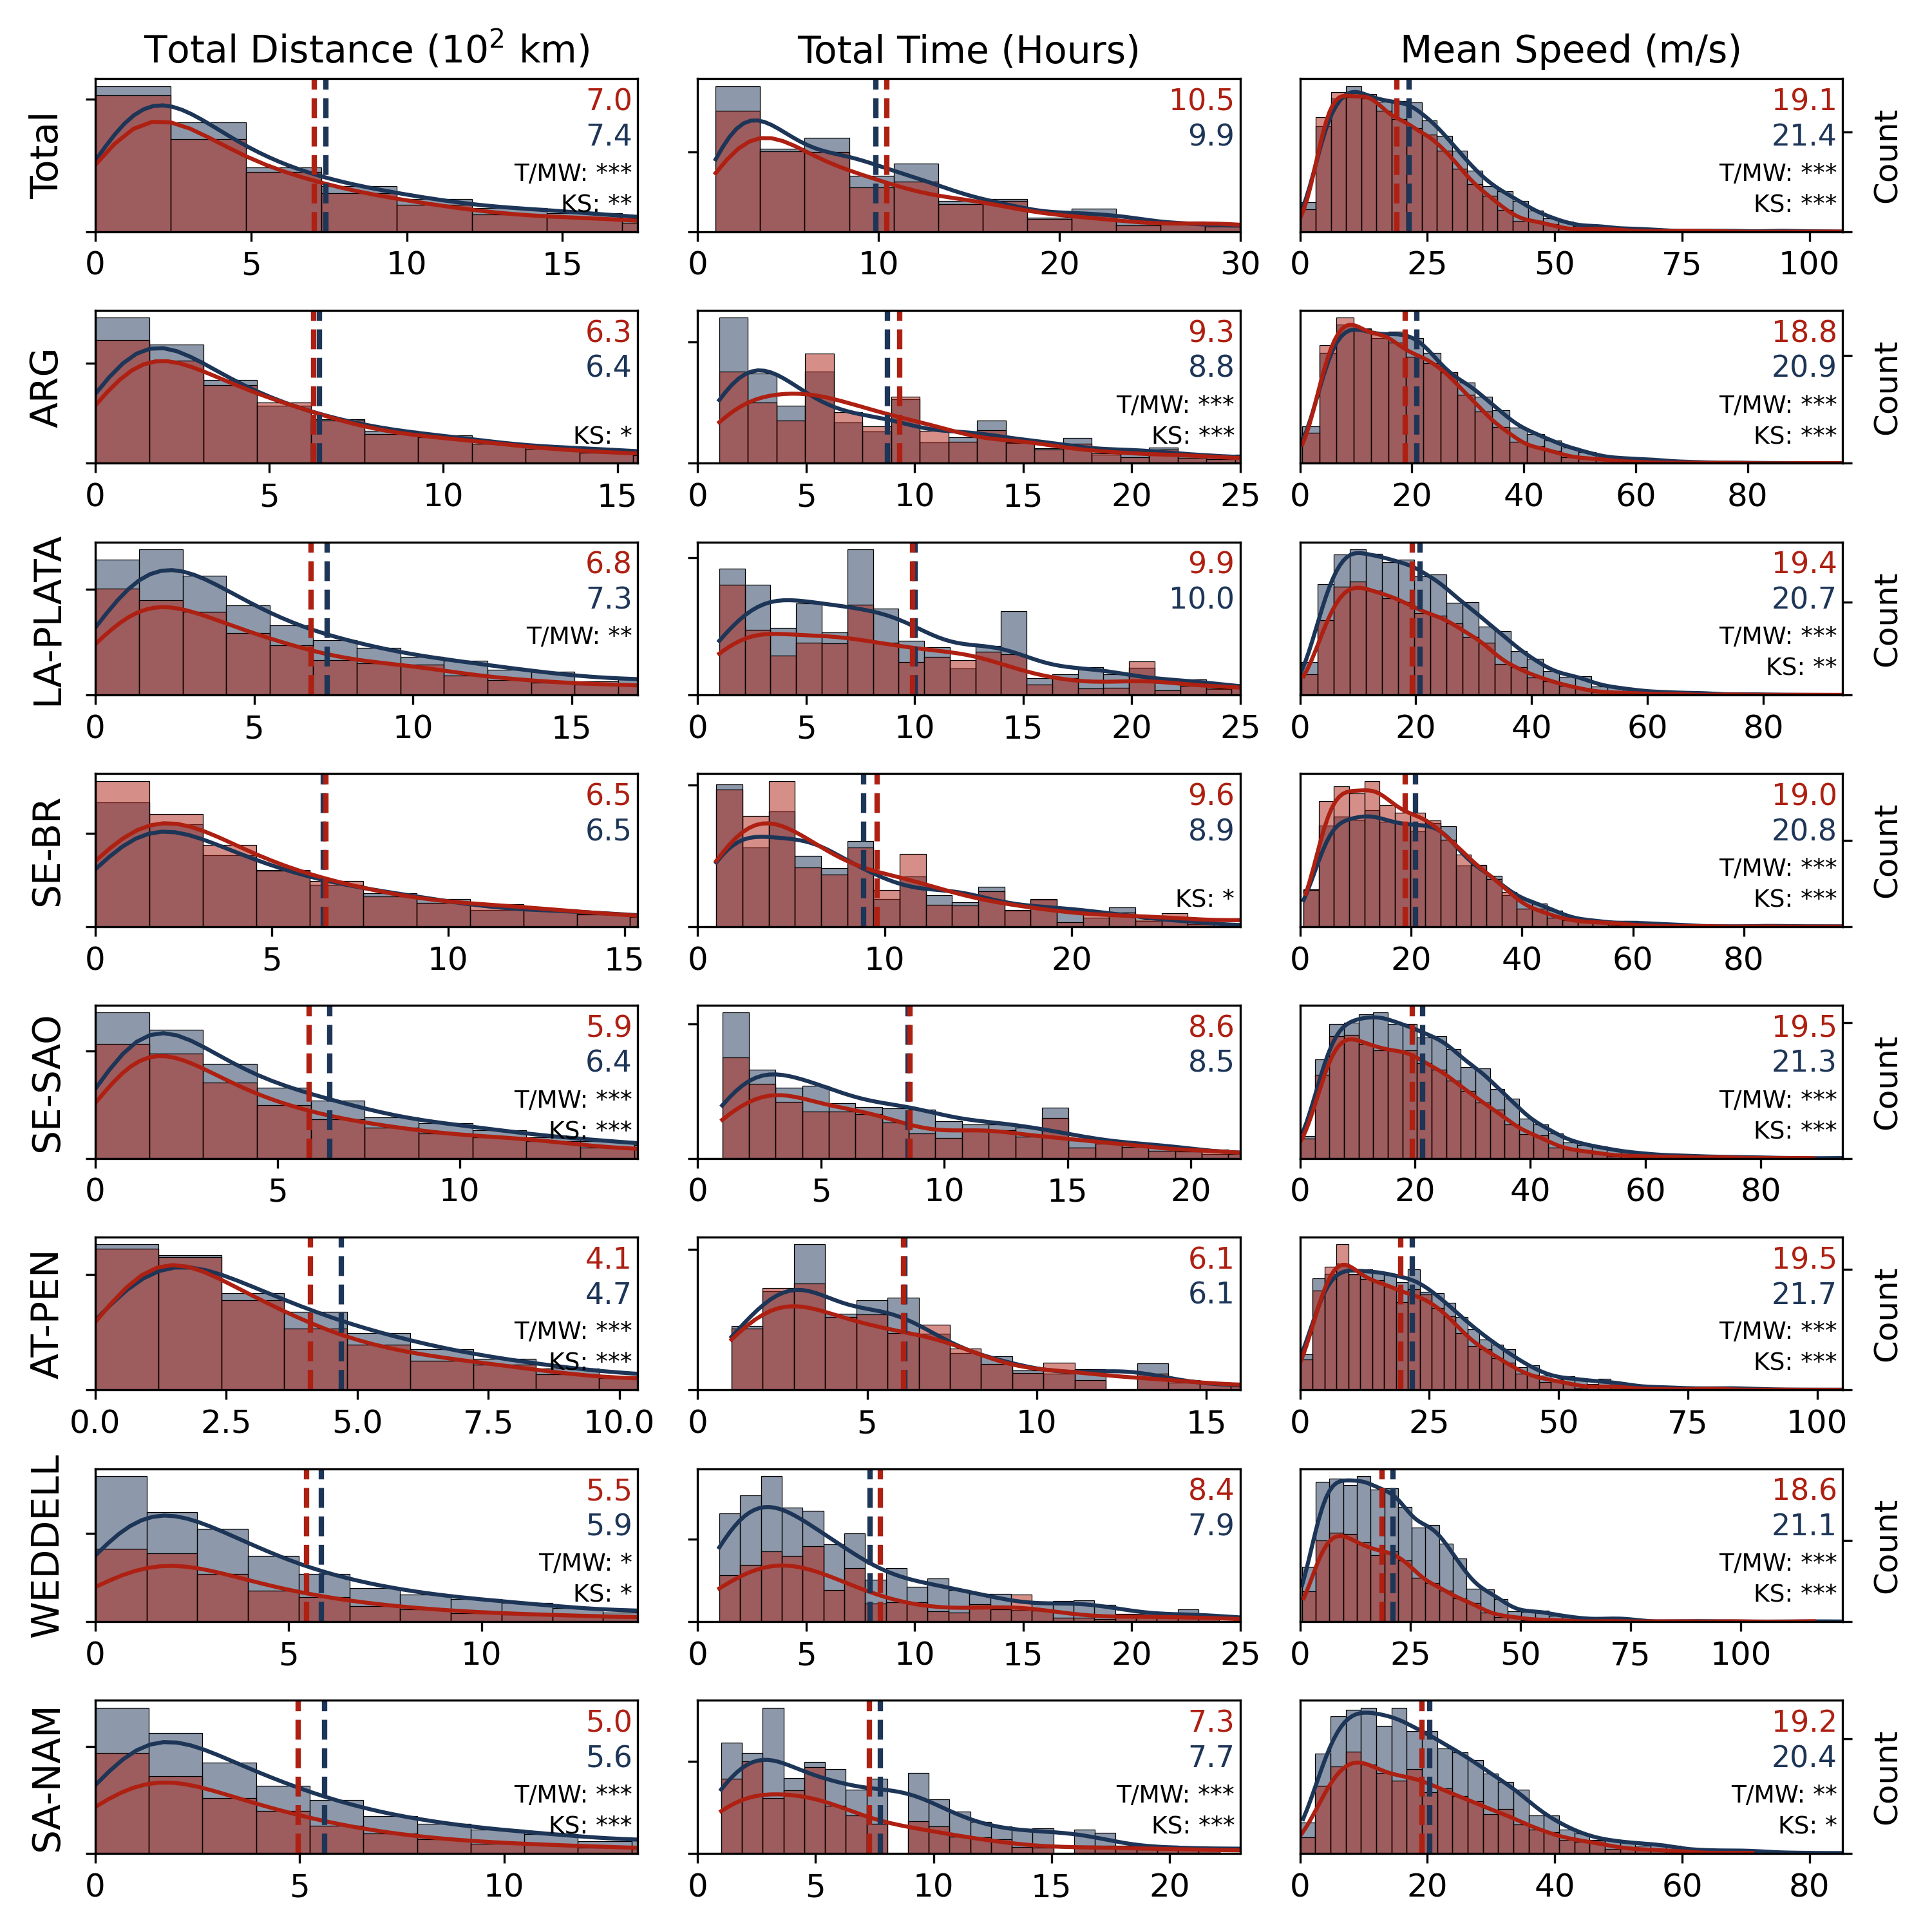 Total Distance (10² km) Total Time (Hours) Mean Speed (m/s)
Total
7.0
7.4
T/MW: ***
KS: **
0 5 10 15
10.5
9.9
0 10 20 30
19.1
21.4
T/MW: ***
KS: ***
0 25 50 75 100
Count
ARG
6.3
6.4
KS: *
0 5 10 15
9.3
8.8
T/MW: ***
KS: ***
0 5 10 15 20 25
18.8
20.9
T/MW: ***
KS: ***
0 20 40 60 80
Count
LA-PLATA
6.8
7.3
T/MW: **
0 5 10 15
9.9
10.0
0 5 10 15 20 25
19.4
20.7
T/MW: ***
KS: **
0 20 40 60 80
Count
SE-BR
6.5
6.5
0 5 10 15
9.6
8.9
KS: *
0 10 20
19.0
20.8
T/MW: ***
KS: ***
0 20 40 60 80
Count
SE-SAO
5.9
6.4
T/MW: ***
KS: ***
0 5 10
8.6
8.5
0 5 10 15 20
19.5
21.3
T/MW: ***
KS: ***
0 20 40 60 80
Count
AT-PEN
4.1
4.7
T/MW: ***
KS: ***
0.0 2.5 5.0 7.5 10.0
6.1
6.1
0 5 10 15
19.5
21.7
T/MW: ***
KS: ***
0 25 50 75 100
Count
WEDDELL
5.5
5.9
T/MW: *
KS: *
0 5 10
8.4
7.9
0 5 10 15 20 25
18.6
21.1
T/MW: ***
KS: ***
0 25 50 75 100
Count
SA-NAM
5.0
5.6
T/MW: ***
KS: ***
0 5 10
7.3
7.7
T/MW: ***
KS: ***
0 5 10 15 20
19.2
20.4
T/MW: **
KS: *
0 20 40 60 80
Count